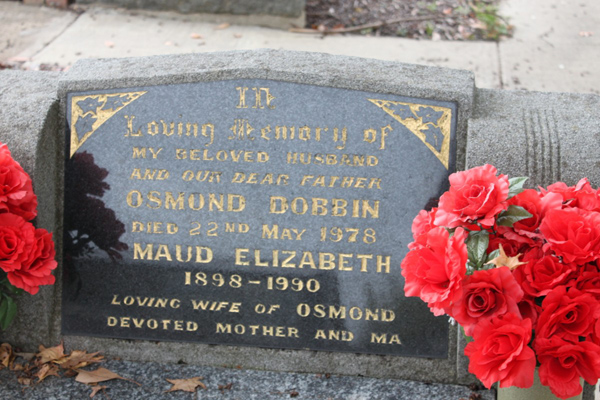 In
Loving Memory of
MY BELOVED HUSBAND
AND OUR DEAR FATHER
OSMOND DOBBIN
DIED 22ND MAY 1978
MAUD ELIZABETH
1898-1990
LOVING WIFE OF OSMOND
DEVOTED MOTHER AND MA